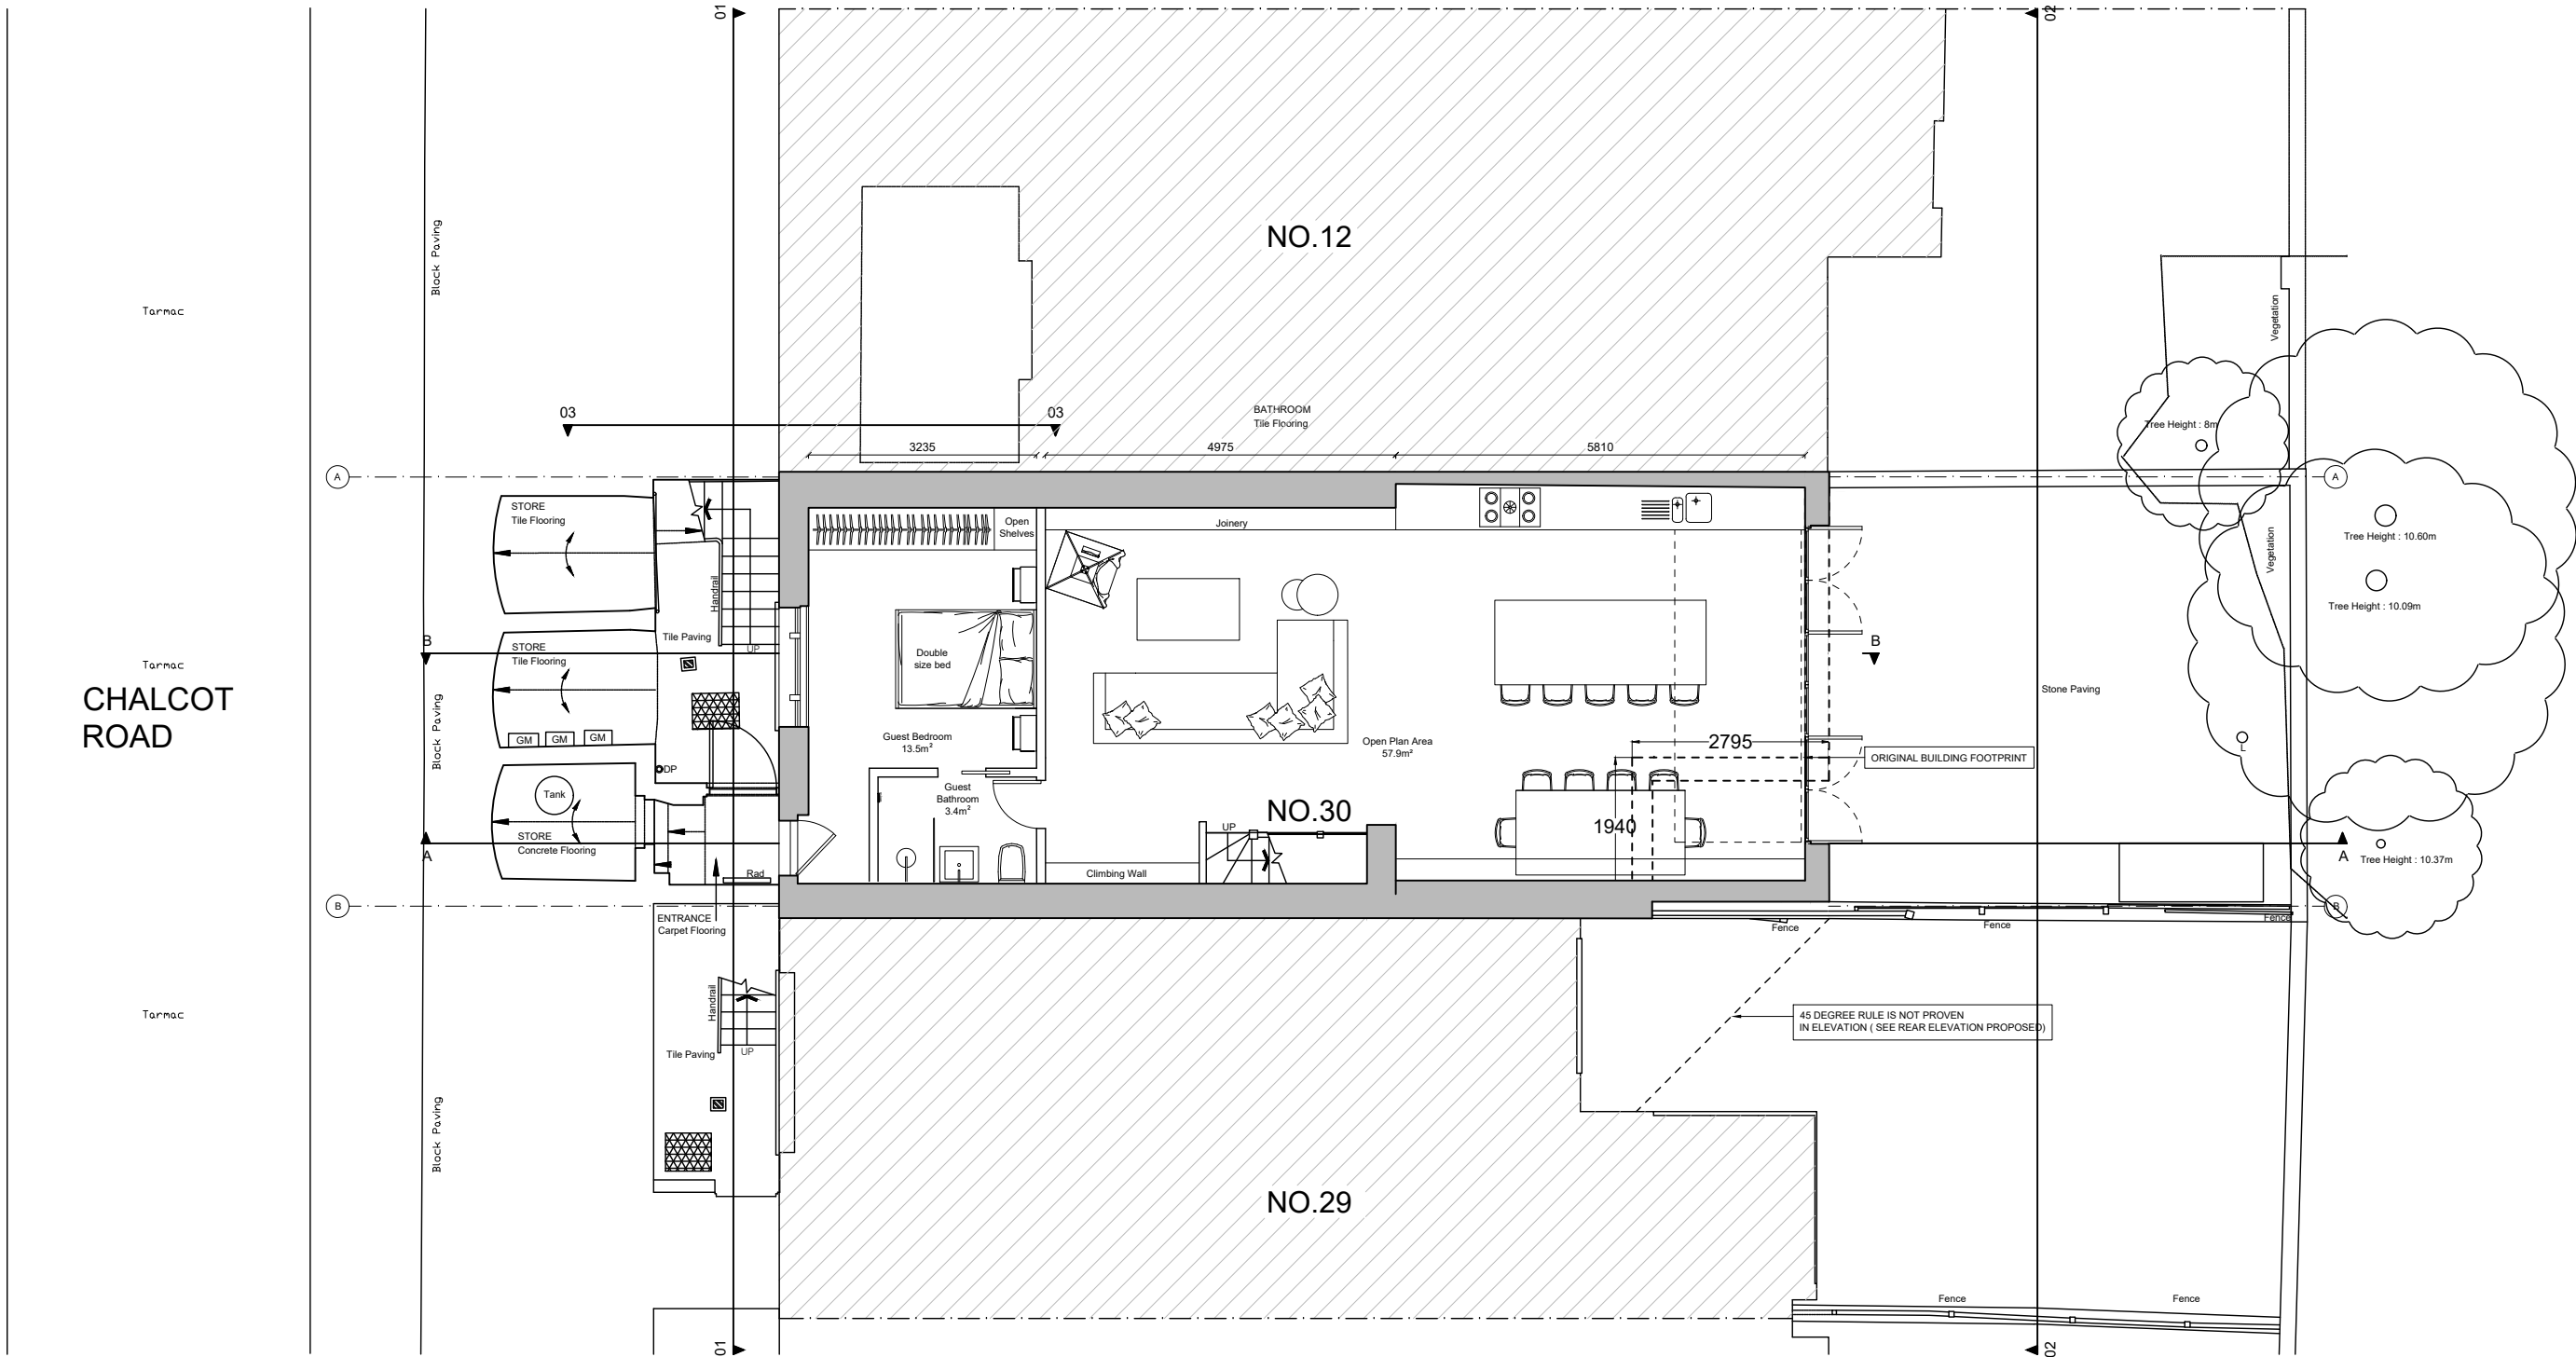 01
02
Block Paving
NO.12
Tarmac
Vegetation
03
03
BATHROOM
Tile Flooring
Tree Height : 8m
3235
4975
5810
A
A
STORE
Tile Flooring
Open
Shelves
Joinery
Tree Height : 10.60m
Vegetation
Handrail
Tree Height : 10.09m
Tile Paving
UP
B
B
STORE
Tile Flooring
Double
size bed
Tarmac
CHALCOT
ROAD
Block Paving
Stone Paving
GM
GM
GM
Guest Bedroom
13.5m²
Open Plan Area
57.9m²
2795
ORIGINAL BUILDING FOOTPRINT
L
DP
Tank
Guest
Bathroom
3.4m²
NO.30
UP
1940
STORE
Concrete Flooring
A
A
Tree Height : 10.37m
Rad
Climbing Wall
B
B
ENTRANCE
Carpet Flooring
Fence
Fence
Fence
Handrail
Tarmac
45 DEGREE RULE IS NOT PROVEN
IN ELEVATION ( SEE REAR ELEVATION PROPOSED)
Tile Paving
UP
Block Paving
NO.29
Fence
Fence
01
02